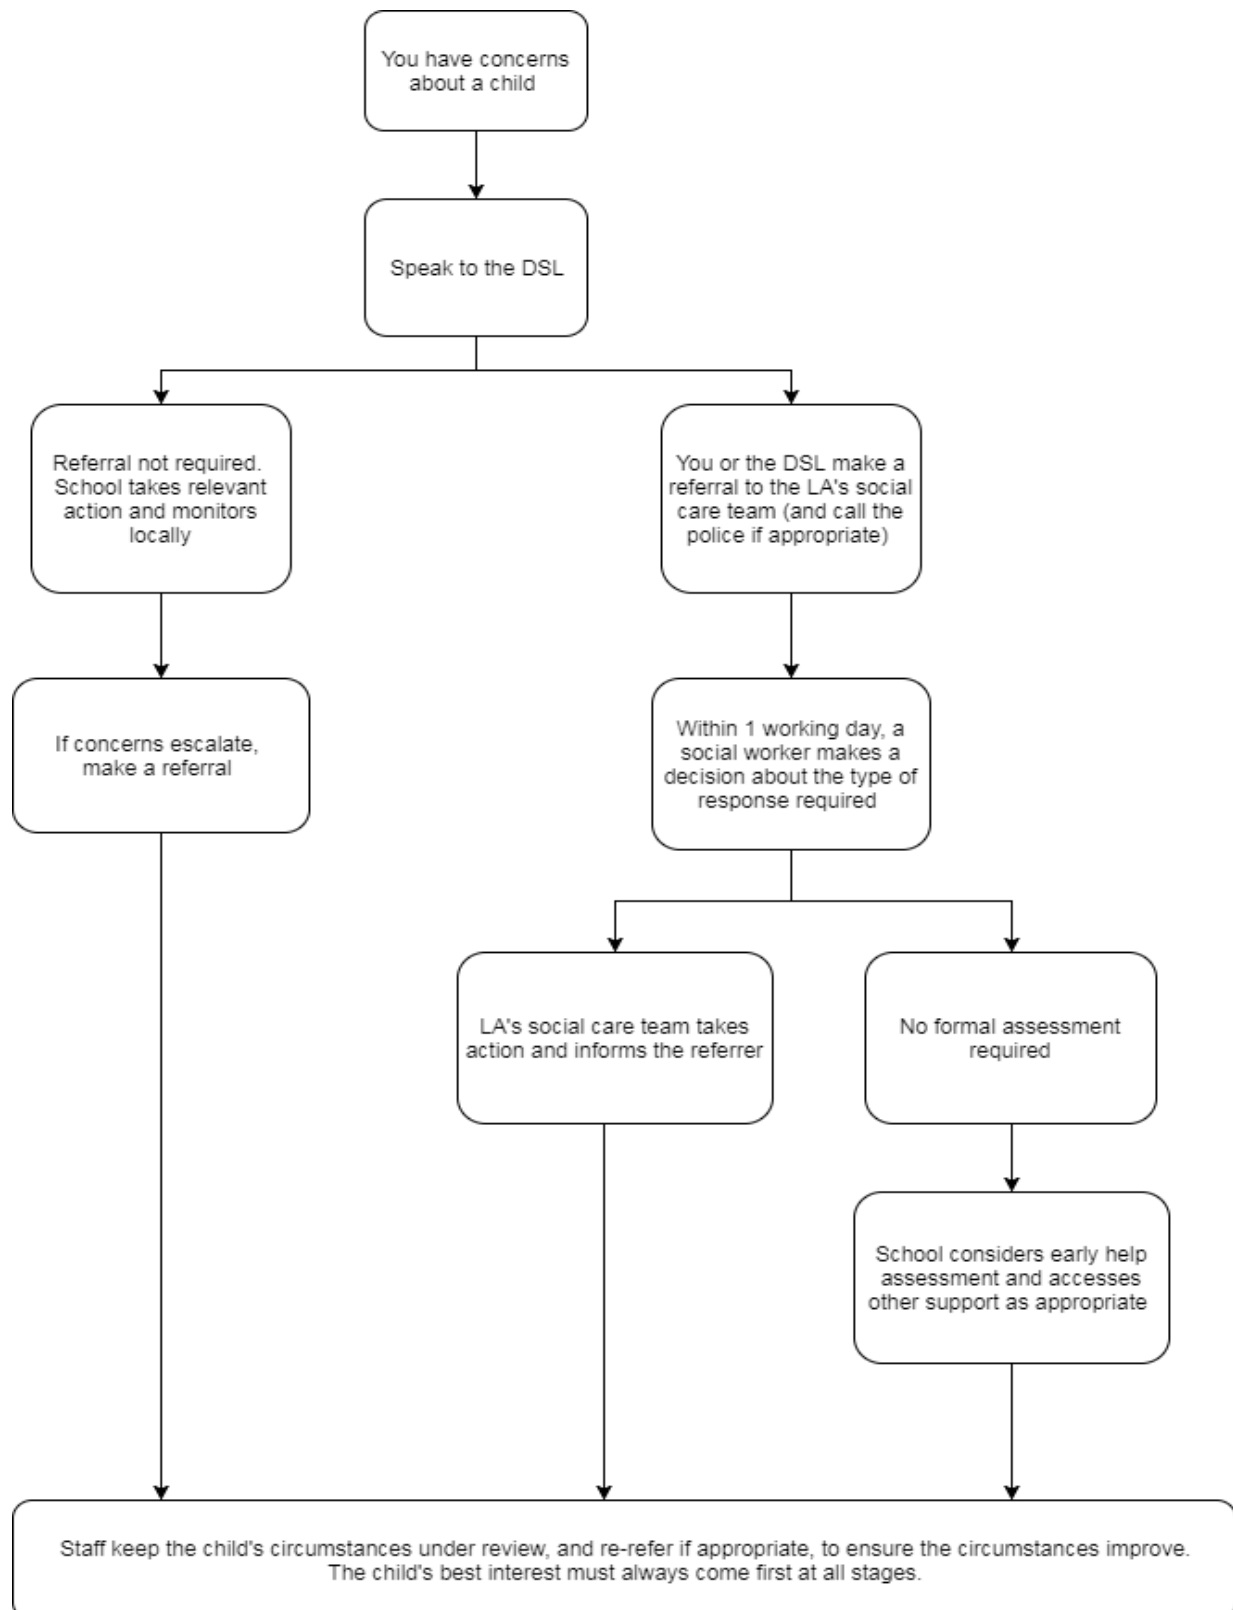 You have concerns
about a child
Speak to the DSL
Referral not required.
School takes relevant
action and monitors
locally
You or the DSL make a
referral to the LA's social
care team (and call the
police if appropriate)
If concerns escalate,
make a referral
Within 1 working day, a
social worker makes a
decision about the type of
response required
LA's social care team takes
action and informs the referrer
No formal assessment
required
School considers early help
assessment and accesses
other support as appropriate
Staff keep the child's circumstances under review, and re-refer if appropriate, to ensure the circumstances improve.
The child's best interest must always come first at all stages.